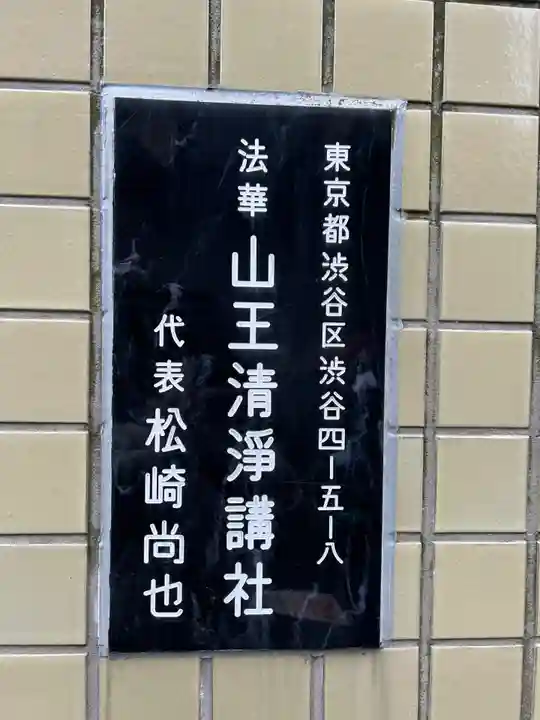 東京都渋谷区渋谷四ー五ー八
法華 山王清淨講社
代表 松崎尚也